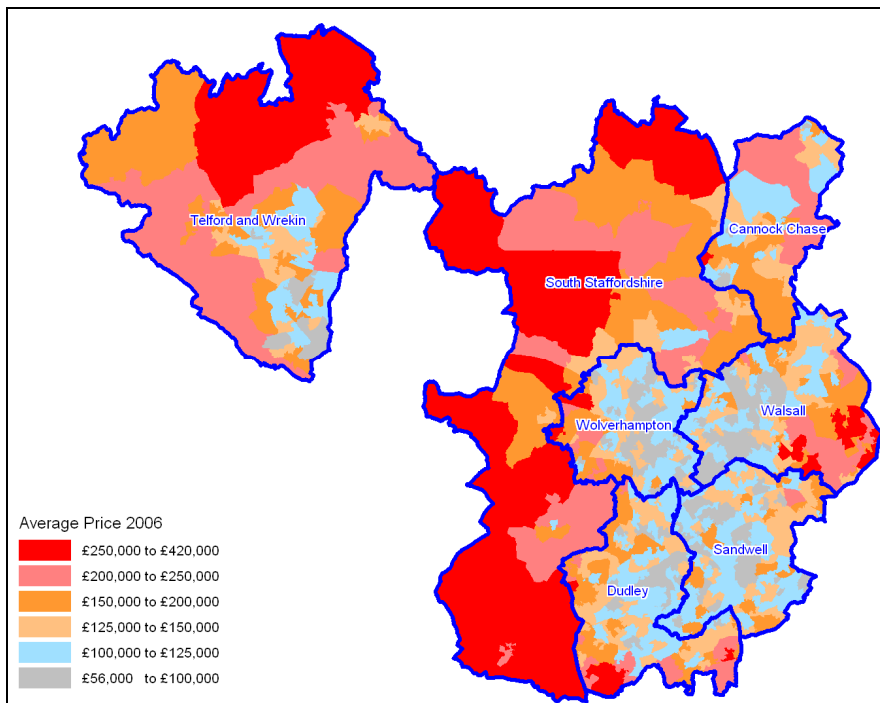 Telford and Wrekin
Cannock Chase
South Staffordshire
Walsall
Wolverhampton
Sandwell
Dudley
Average Price 2006
£250,000 to £420,000
£200,000 to £250,000
£150,000 to £200,000
£125,000 to £150,000
£100,000 to £125,000
£56,000 to £100,000